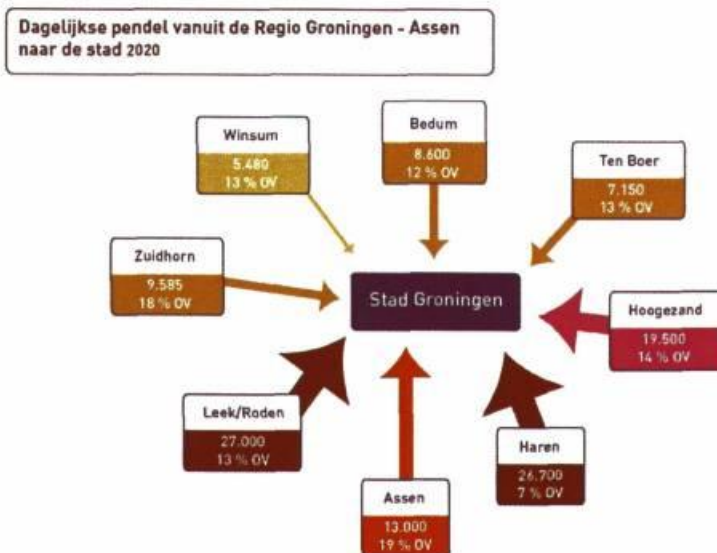 Dagelijkse pendel vanuit de Regio Groningen - Assen
naar de stad 2020
Winsum
5.480
13 % OV
Bedum
8.600
12 % OV
Ten Boer
7.150
13 % OV
Zuidhorn
9.585
18 % OV
Stad Groningen
Hoogezand
19.500
14 % OV
Leek/Roden
27.000
13 % OV
Haren
26.700
7 % OV
Assen
13.000
19 % OV